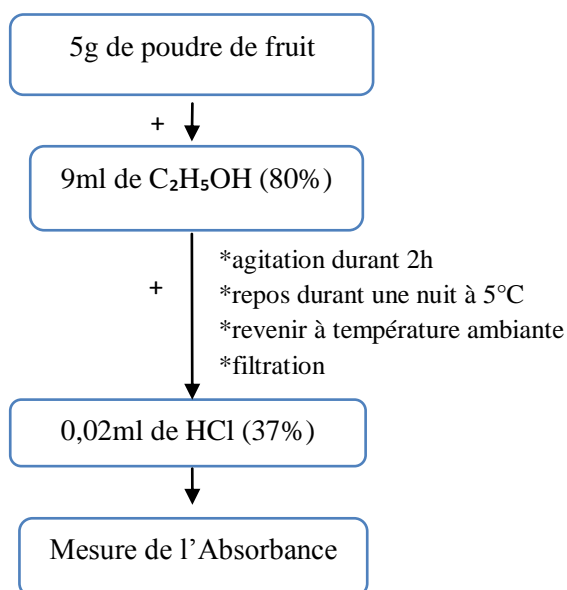 5g de poudre de fruit
+
9ml de C₂H₅OH (80%)
+
*agitation durant 2h
*repos durant une nuit à 5°C
*revenir à température ambiante
*filtration
0,02ml de HCl (37%)
Mesure de l’Absorbance